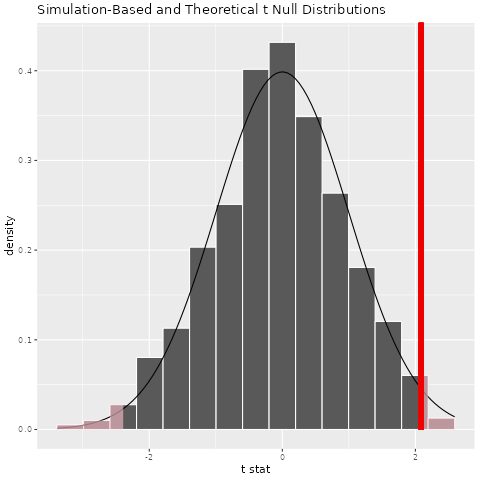 Simulation-Based and Theoretical t Null Distributions
density
0.4
0.3
0.2
0.1
0.0
-2
0
2
t stat